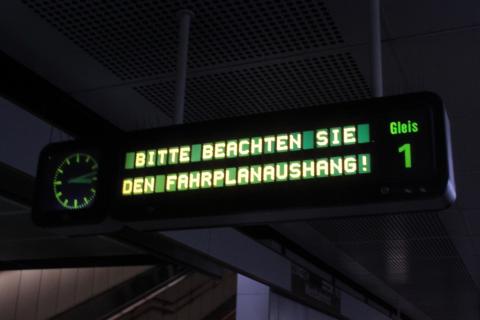 BITTE BEACHTEN SIE
DEN FAHRPLANAUSHANG!
Gleis
1